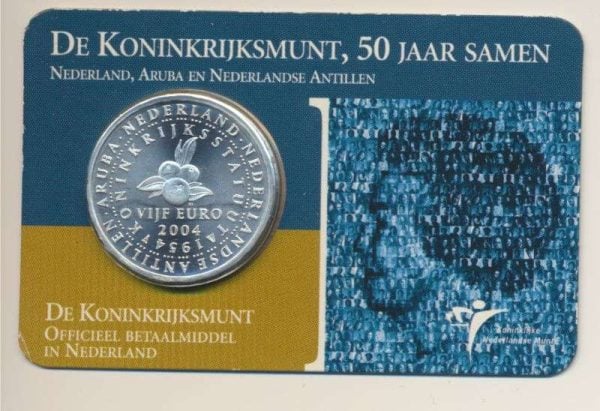 DE KONINKRIJKSMUNT, 50 JAAR SAMEN
NEDERLAND, ARUBA EN NEDERLANDSE ANTILLEN
ARUBA · NEDERLAND · NEDERLANDSE ANTILLEN
KONINKRIJKSSTATUUT 1954
VIJF EURO
2004
DE KONINKRIJKSMUNT
OFFICIEEL BETAALMIDDEL
IN NEDERLAND
Koninklijke
Nederlandse Munt